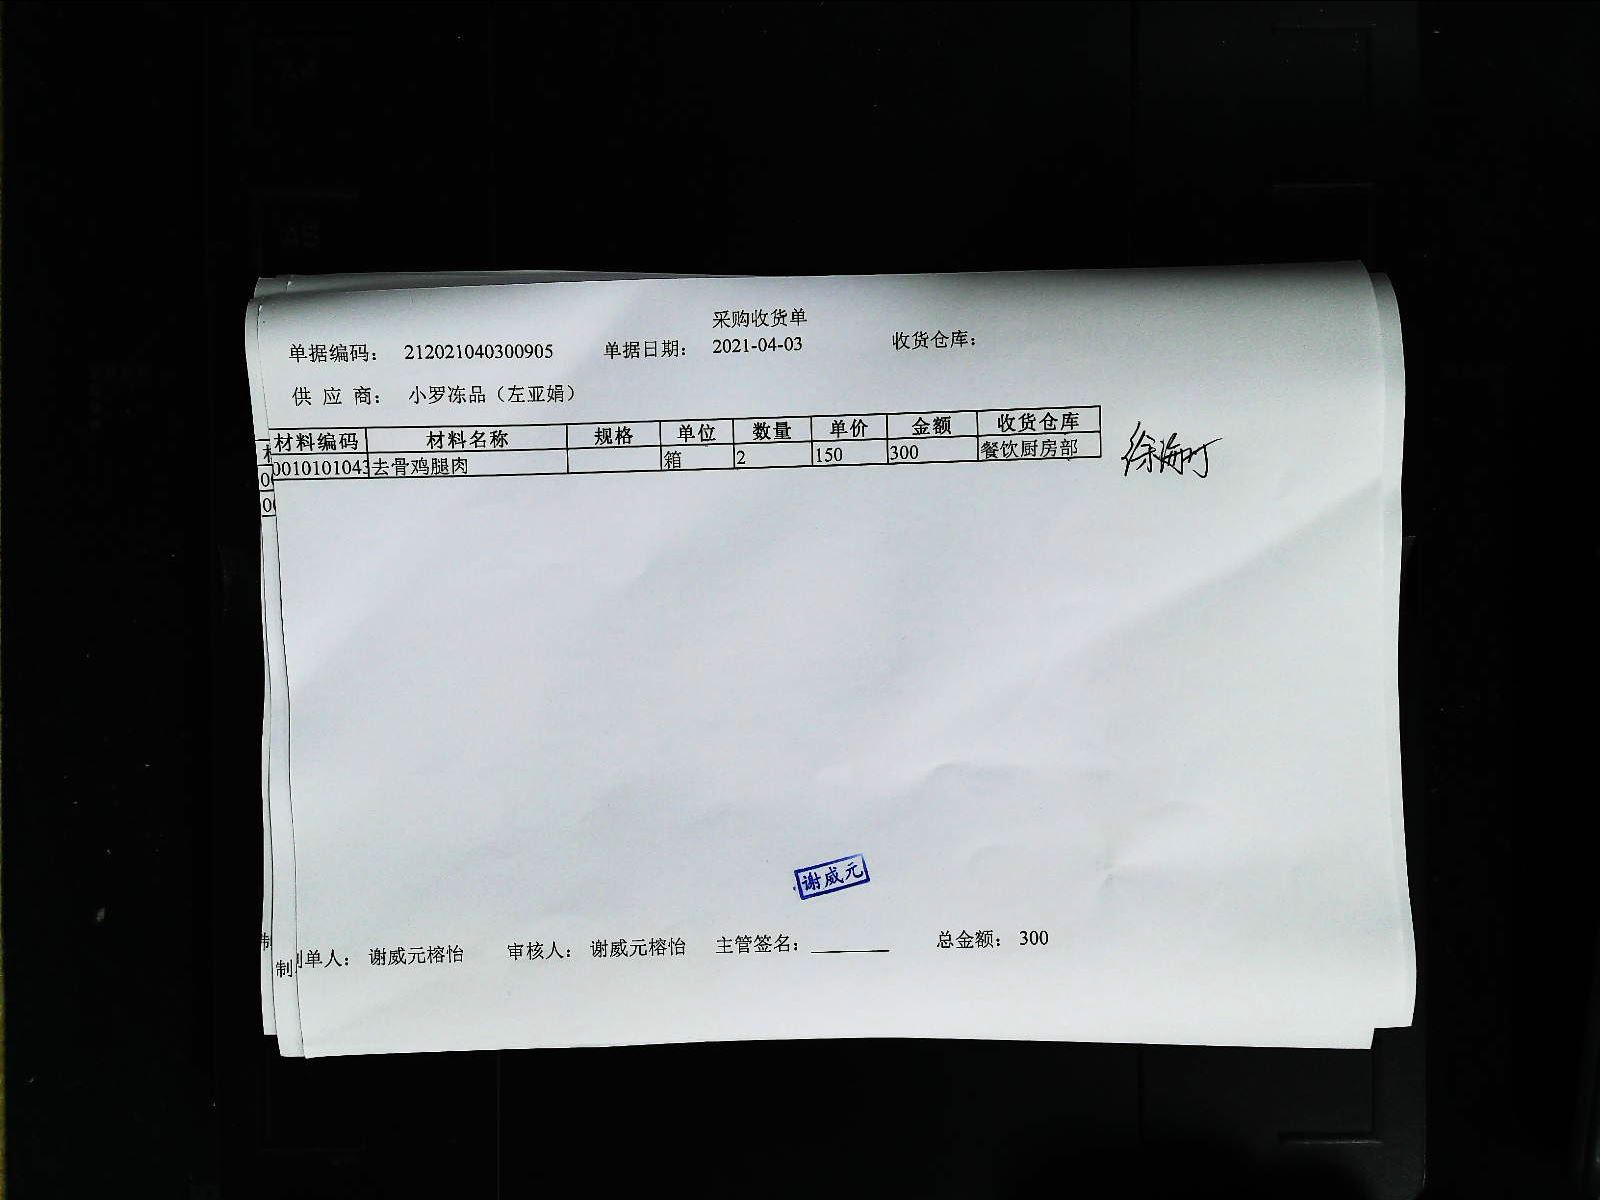 采购收货单
单据编码： 212021040300905 单据日期： 2021-04-03 收货仓库：
供 应 商： 小罗冻品（左亚娟）
材料编码 材料名称 规格 单位 数量 单价 金额 收货仓库
0010101043 去骨鸡腿肉 箱 2 150 300 餐饮厨房部
谢威元
制单人： 谢威元榕怡 审核人： 谢威元榕怡 主管签名： 总金额： 300